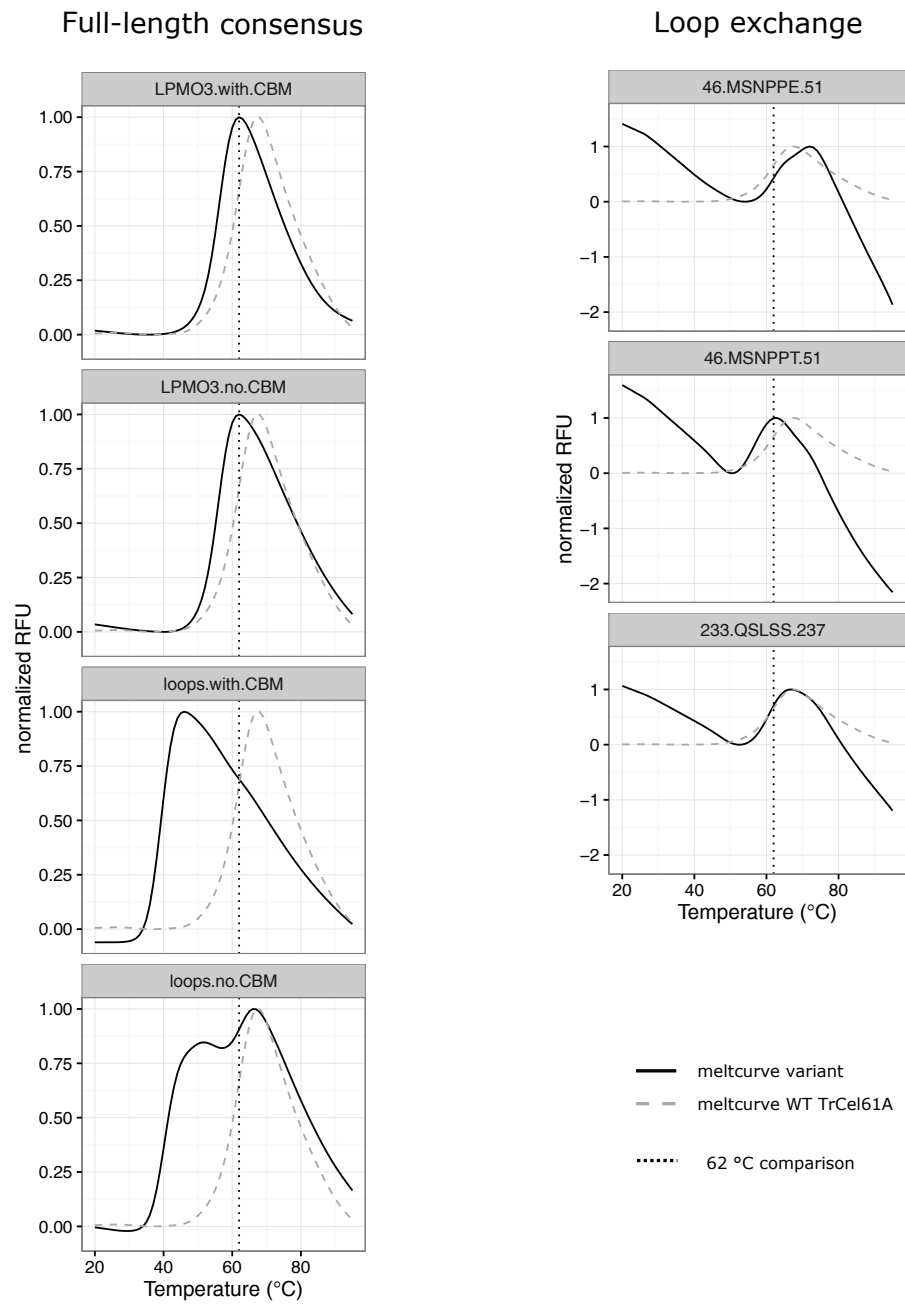 Full-length consensus
LPMO3.with.CBM
1.00
0.75
0.50
0.25
0.00
LPMO3.no.CBM
1.00
0.75
0.50
0.25
0.00
normalized RFU
loops.with.CBM
1.00
0.75
0.50
0.25
0.00
loops.no.CBM
1.00
0.75
0.50
0.25
0.00
20 40 60 80
Temperature (°C)
Loop exchange
46.MSNPPE.51
1
0
−1
−2
46.MSNPPT.51
1
0
−1
−2
normalized RFU
233.QSLSS.237
1
0
−1
−2
20 40 60 80
Temperature (°C)
meltcurve variant
meltcurve WT TrCel61A
62 °C comparison